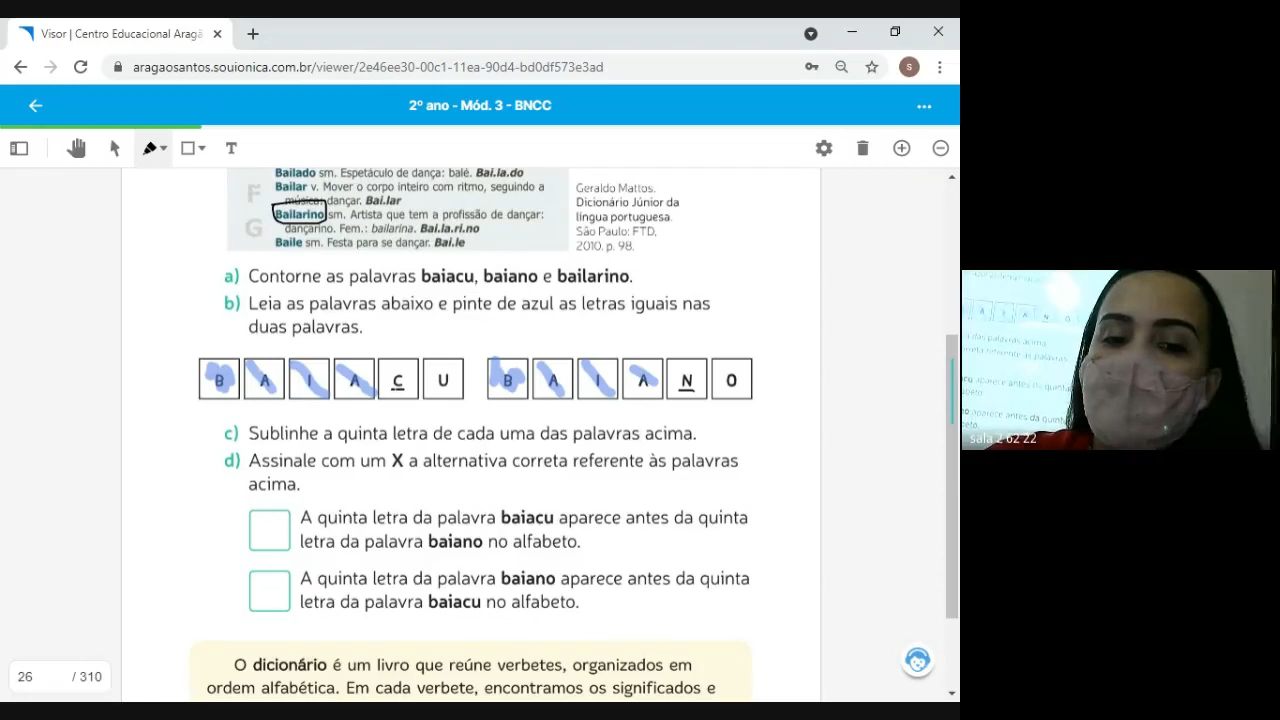 Visor | Centro Educacional Aragã
aragaosantos.souionica.com.br/viewer/2e46ee30-00c1-11ea-90d4-bd0df573e3ad
S
2º ano - Mód. 3 - BNCC
T
Bailado sm. Espetáculo de dança: balé. Bai.la.do
F
Bailar v. Mover o corpo inteiro com ritmo, seguindo a
música: dançar. Bai.lar
Bailarino sm. Artista que tem a profissão de dançar:
G
dançarino. Fem.: bailarina. Bai.la.ri.no
Baile sm. Festa para se dançar. Bai.le
Geraldo Mattos.
Dicionário Júnior da
língua portuguesa.
São Paulo: FTD,
2010. p. 98.
a) Contorne as palavras baiacu, baiano e bailarino.
b) Leia as palavras abaixo e pinte de azul as letras iguais nas
duas palavras.
B A I A C U B A I A N O
c) Sublinhe a quinta letra de cada uma das palavras acima.
d) Assinale com um X a alternativa correta referente às palavras
acima.
A quinta letra da palavra baiacu aparece antes da quinta
letra da palavra baiano no alfabeto.
A quinta letra da palavra baiano aparece antes da quinta
letra da palavra baiacu no alfabeto.
O dicionário é um livro que reúne verbetes, organizados em
ordem alfabética. Em cada verbete, encontramos os significados e
26 / 310
sala 2 62 22